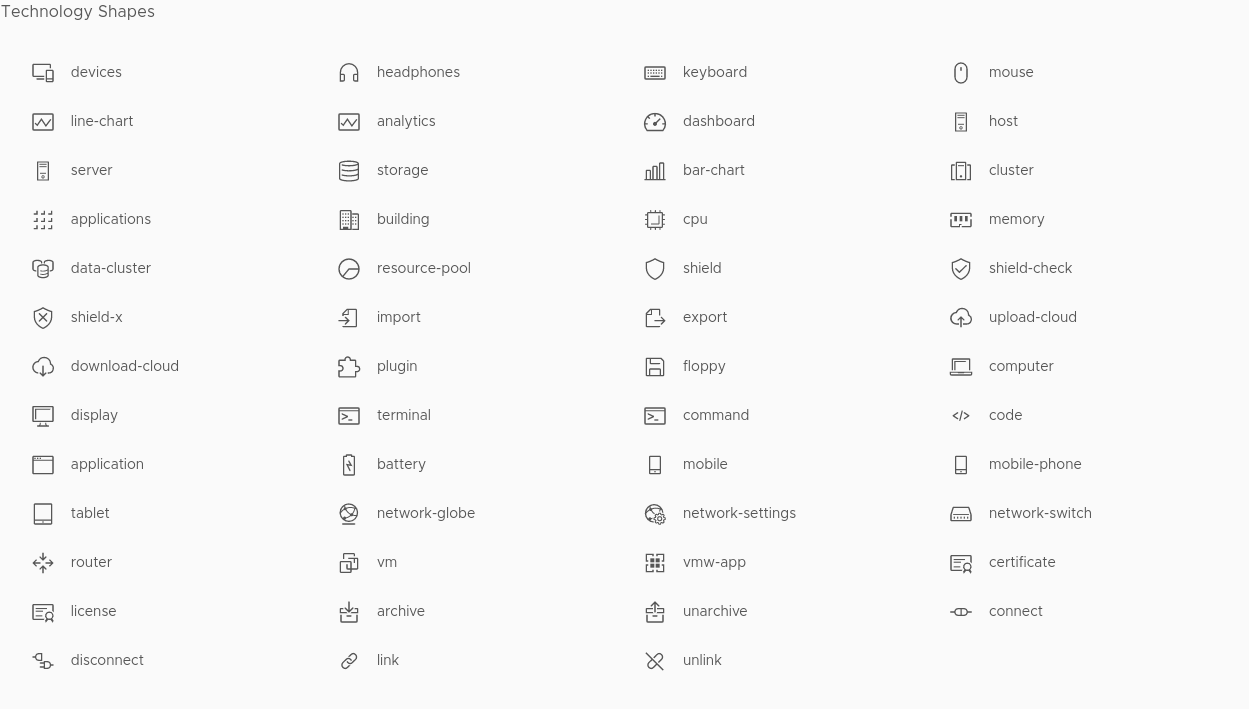 Technology Shapes
devices headphones keyboard mouse
line-chart analytics dashboard host
server storage bar-chart cluster
applications building cpu memory
data-cluster resource-pool shield shield-check
shield-x import export upload-cloud
download-cloud plugin floppy computer
display terminal command code
application battery mobile mobile-phone
tablet network-globe network-settings network-switch
router vm vmw-app certificate
license archive unarchive connect
disconnect link unlink